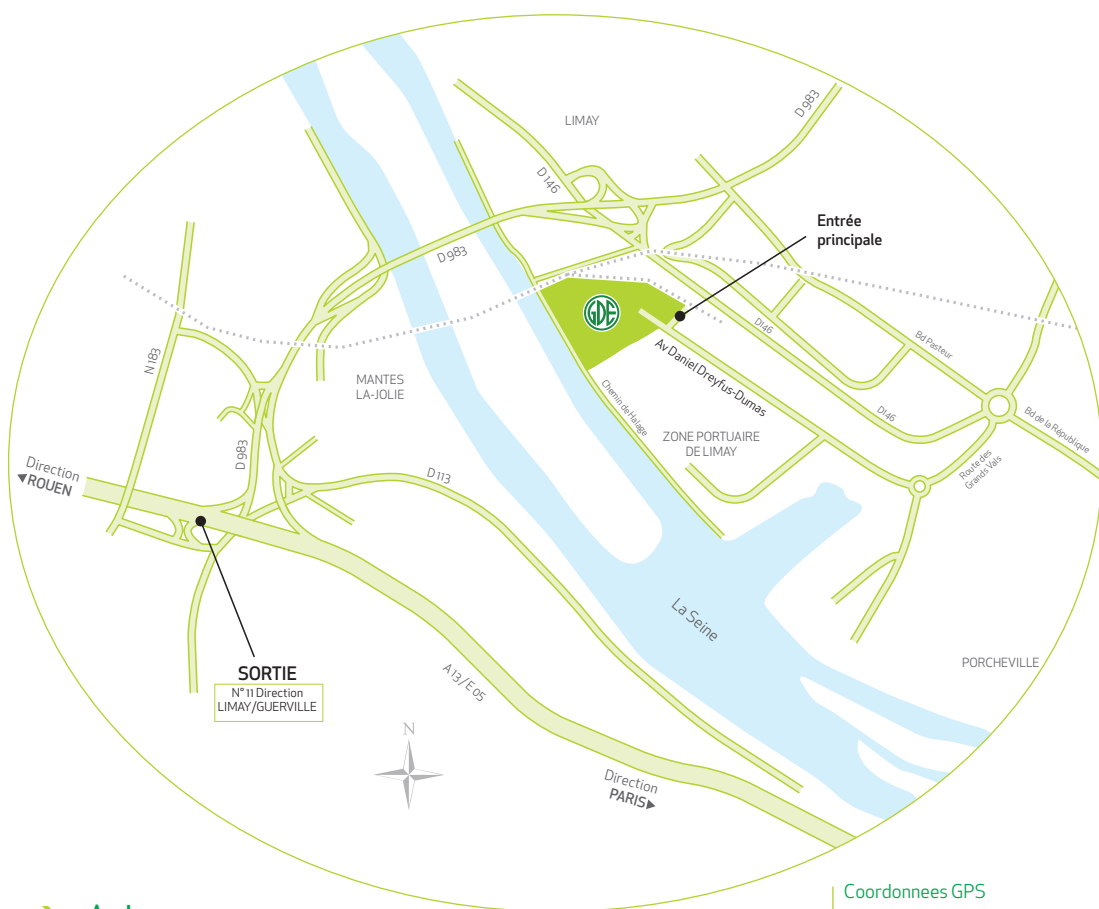 LIMAY
D 983
D 146
Entrée
principale
D 983
GDE
D146
Bd Pasteur
N 183
MANTES
LA-JOLIE
Av Daniel Dreyfus-Dumas
Chemin de Halage
D146
Bd de la République
ZONE PORTUAIRE
DE LIMAY
Route des
Grands Vals
D 983
D 113
Direction
ROUEN
La Seine
SORTIE
N° 11 Direction
LIMAY/GUERVILLE
A 13 / E 05
PORCHEVILLE
N
Direction
PARIS
Coordonnees GPS